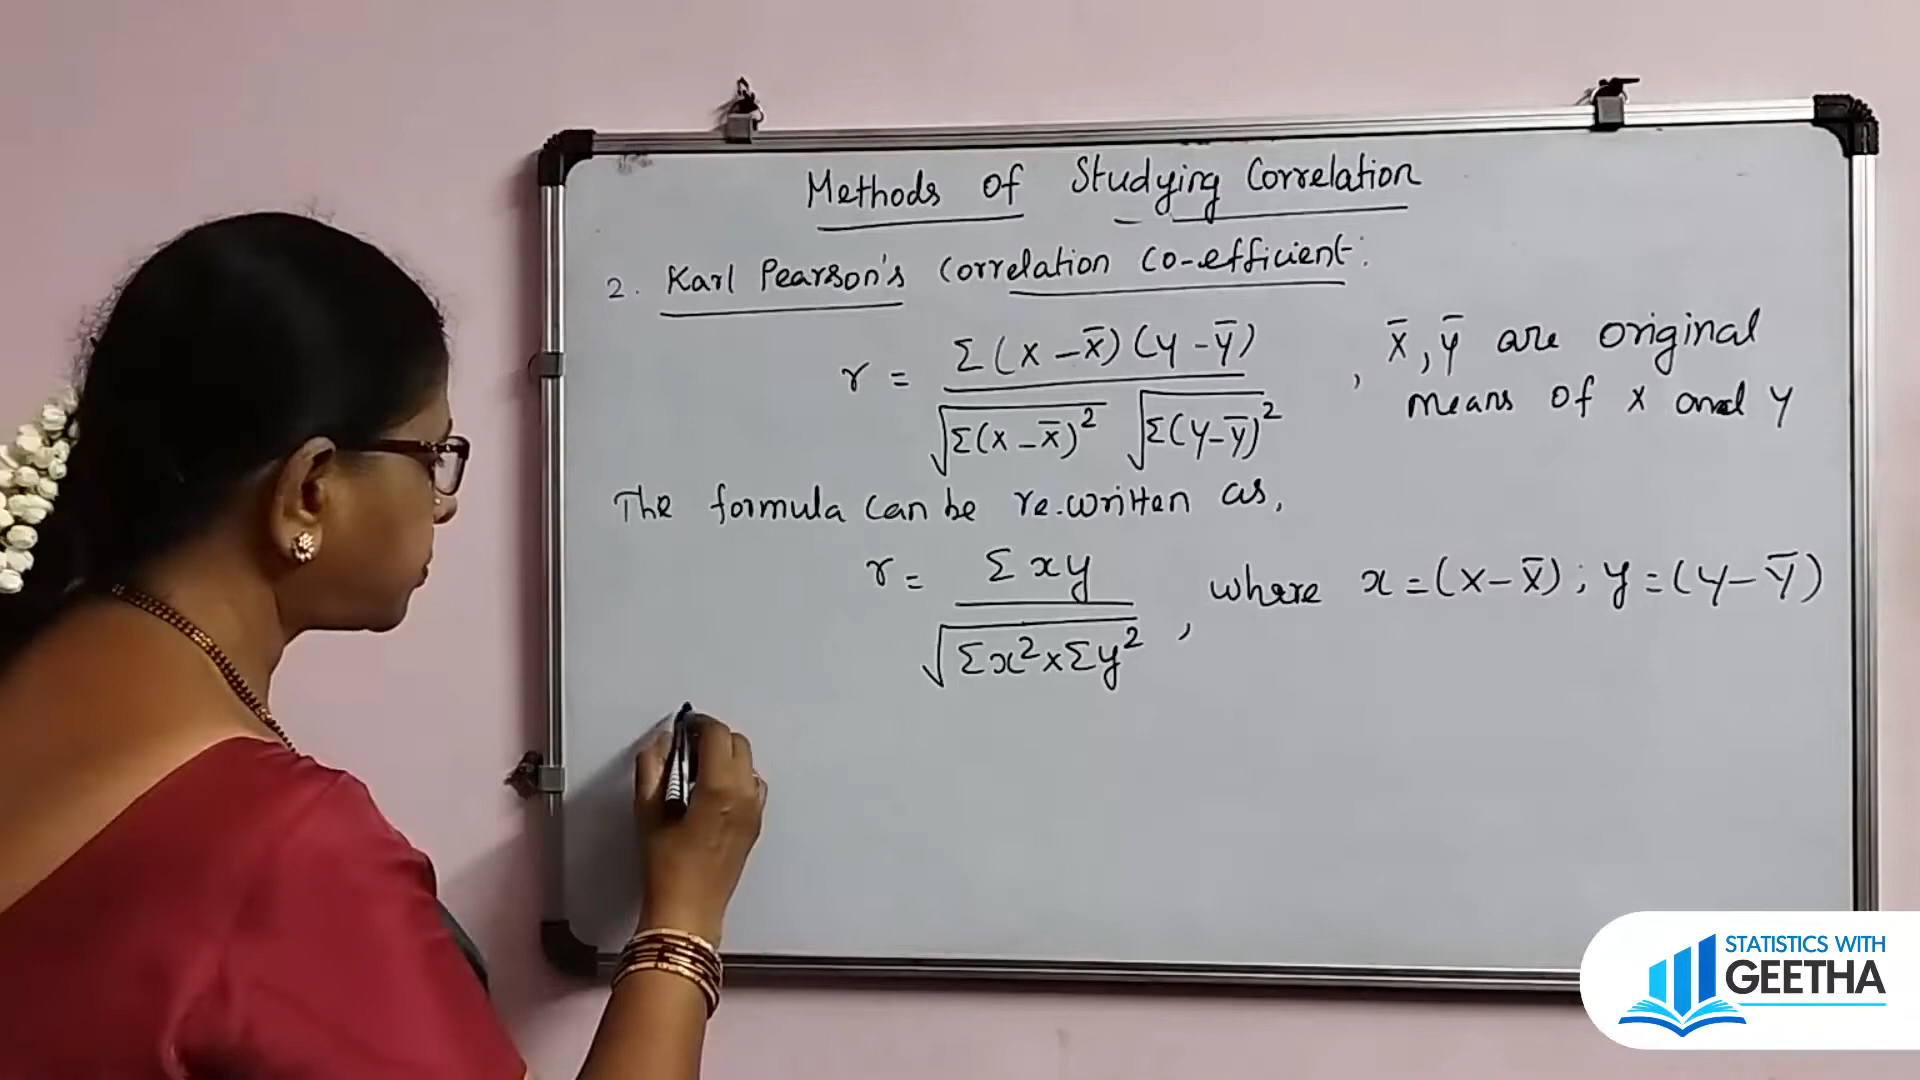 Methods of Studying Correlation
2. Karl Pearson's Correlation Co-efficient:
r = Σ(X-X̄)(Y-Ȳ) / √Σ(X-X̄)² √Σ(Y-Ȳ)² , X̄, Ȳ are original
means of X and Y
The formula can be re-written as,
r = Σxy / √Σx²×Σy² , where x=(X-X̄); y=(Y-Ȳ)
STATISTICS WITH
GEETHA